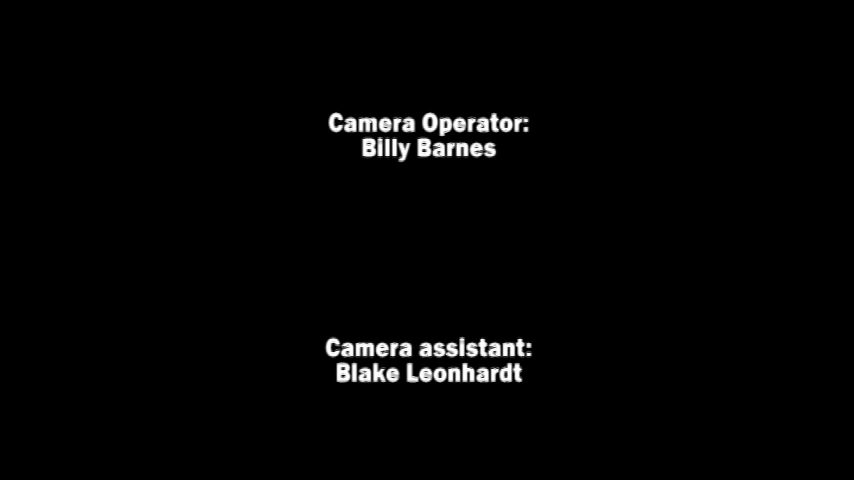 Camera Operator:
Billy Barnes
Camera assistant:
Blake Leonhardt